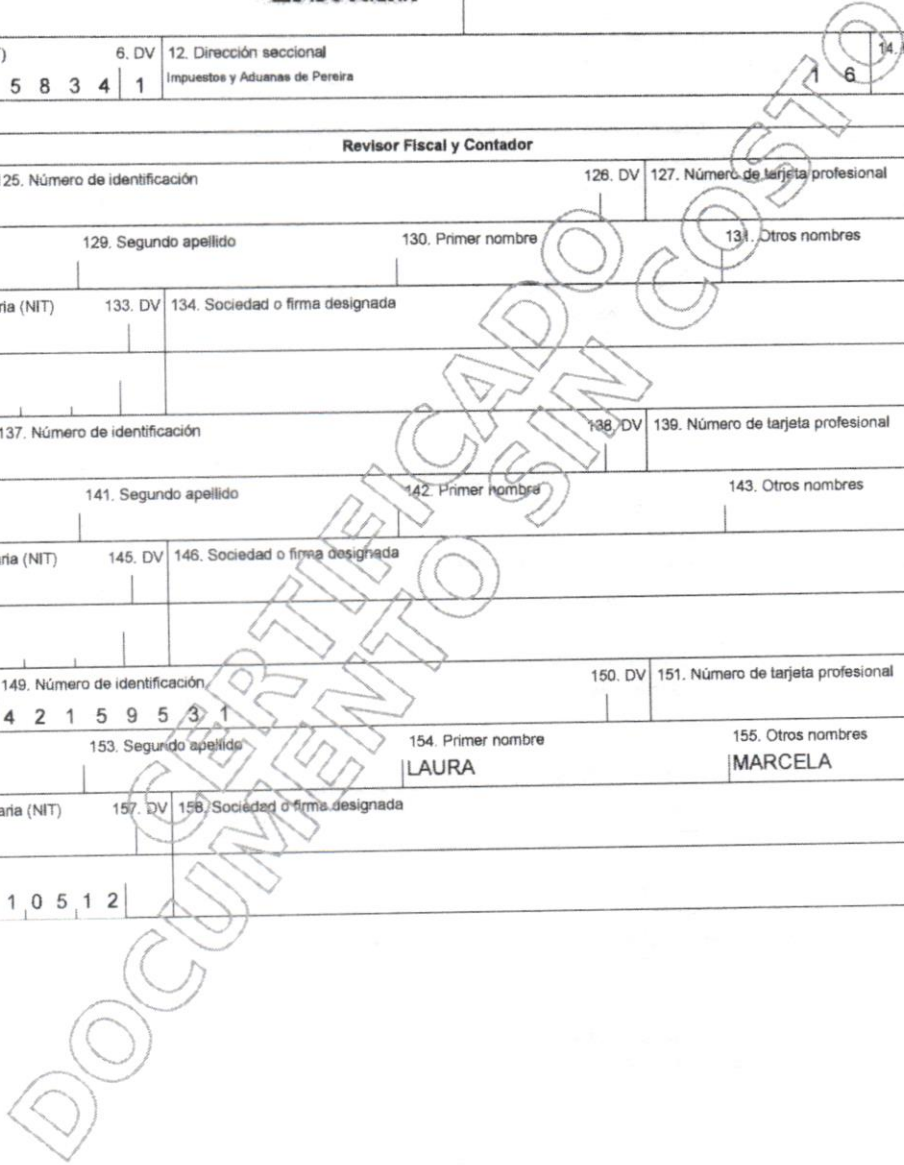 ) 6. DV 12. Dirección seccional 14.
5 8 3 4 1 Impuestos y Aduanas de Pereira 1 6
Revisor Fiscal y Contador
125. Número de identificación 126. DV 127. Número de tarjeta profesional
129. Segundo apellido 130. Primer nombre 131. Otros nombres
ria (NIT) 133. DV 134. Sociedad o firma designada
137. Número de identificación 138. DV 139. Número de tarjeta profesional
141. Segundo apellido 142. Primer nombre 143. Otros nombres
aria (NIT) 145. DV 146. Sociedad o firma designada
149. Número de identificación 150. DV 151. Número de tarjeta profesional
4 2 1 5 9 5 3 1
153. Segundo apellido 154. Primer nombre 155. Otros nombres
LAURA MARCELA
aria (NIT) 157. DV 158. Sociedad o firma designada
1 0 5 1 2
CERTIFICADO
DOCUMENTO SIN COSTO